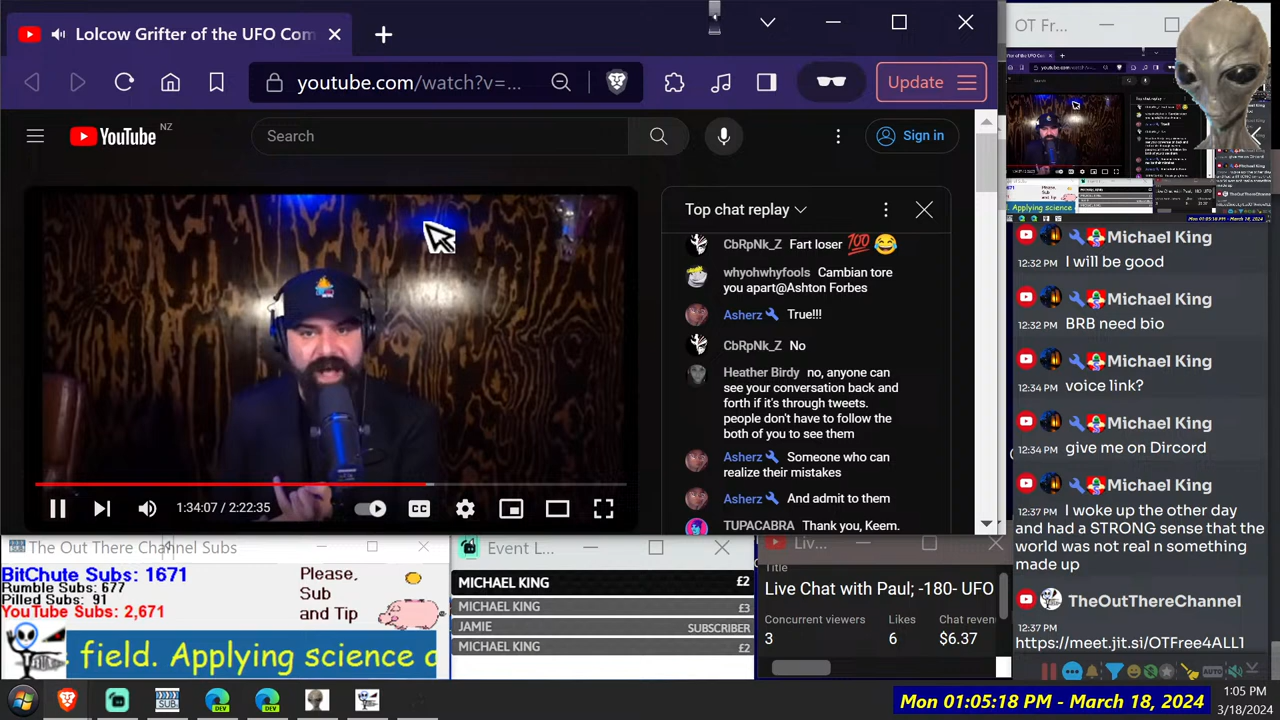 Lolcow Grifter of the UFO Com
youtube.com/watch?v=...
Update
YouTube NZ
Search
Sign in
Top chat replay
CbRpNk_Z Fart loser 💯 😂
whyohwhyfools Cambian tore
you apart@Ashton Forbes
Asherz True!!!
CbRpNk_Z No
Heather Birdy no, anyone can
see your conversation back and
forth if it's through tweets.
people don't have to follow the
both of you to see them
Asherz Someone who can
realize their mistakes
Asherz And admit to them
TUPACABRA Thank you, Keem.
1:34:07 / 2:22:35
CC
OT Fr...
Michael King
12:32 PM I will be good
Michael King
12:32 PM BRB need bio
Michael King
12:34 PM voice link?
Michael King
12:34 PM give me on Dircord
Michael King
12:37 PM I woke up the other day
and had a STRONG sense that the
world was not real n something
made up
TheOutThereChannel
12:37 PM
https://meet.jit.si/OTFree4ALL1
AUTO
The Out There Channel Subs
BitChute Subs: 1671
Rumble Subs: 677
Pilled Subs: 91
YouTube Subs: 2,671
Please,
Sub
and Tip
field. Applying science
Event L...
MICHAEL KING £2
MICHAEL KING £3
JAMIE SUBSCRIBER
MICHAEL KING £2
Liv...
Title
Live Chat with Paul; -180- UFO
Concurrent viewers Likes Chat reven
3 6 $6.37
SUB
DEV
DEV
Mon 01:05:18 PM - March 18, 2024
1:05 PM
3/18/2024